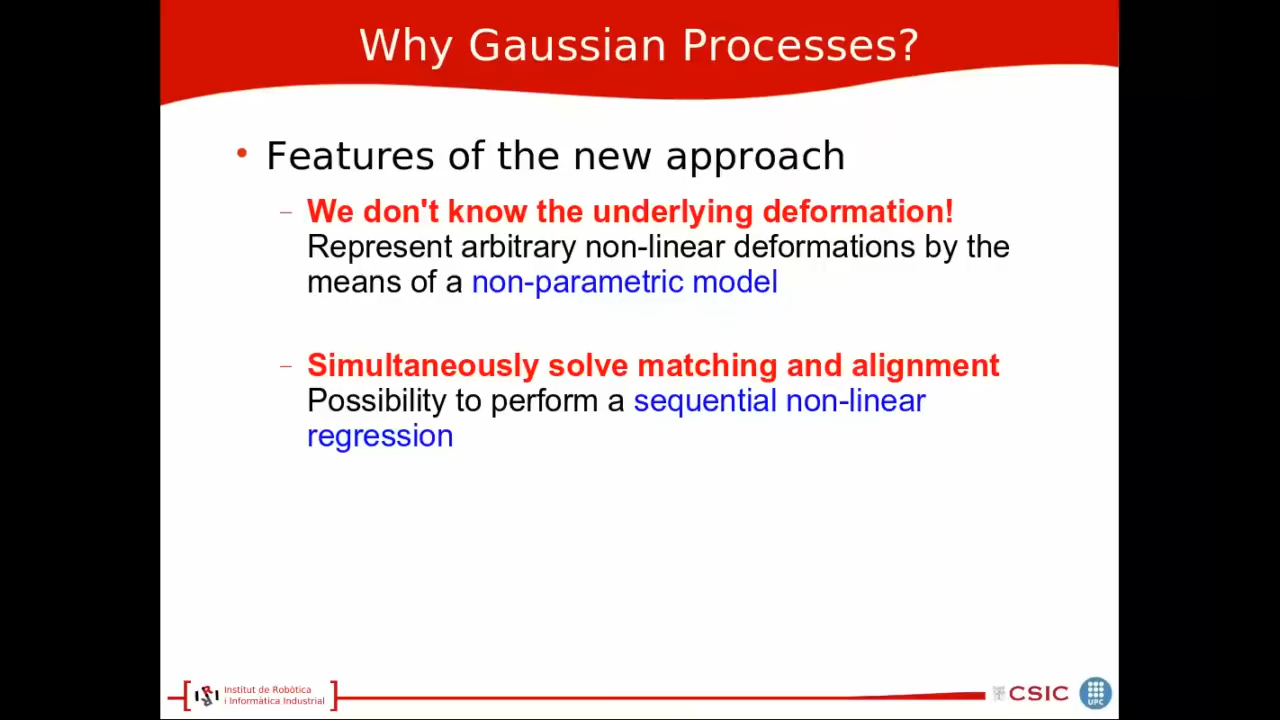 Why Gaussian Processes?
• Features of the new approach
– We don't know the underlying deformation!
Represent arbitrary non-linear deformations by the
means of a non-parametric model
– Simultaneously solve matching and alignment
Possibility to perform a sequential non-linear
regression
IRI Institut de Robòtica
i Informàtica Industrial
CSIC
UPC